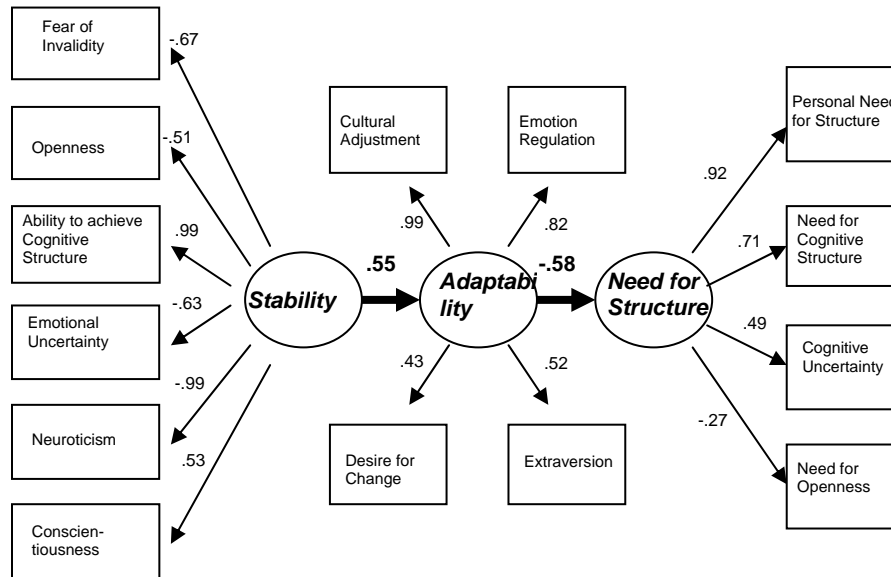 Fear of
Invalidity
-.67
Openness
-.51
Ability to achieve
Cognitive
Structure
.99
Emotional
Uncertainty
-.63
Neuroticism
-.99
Conscien-
tiousness
.53
Stability
.55
Cultural
Adjustment
.99
Emotion
Regulation
.82
Adaptabi
lity
-.58
.43
Desire for
Change
.52
Extraversion
Need for
Structure
.92
Personal Need
for Structure
.71
Need for
Cognitive
Structure
.49
Cognitive
Uncertainty
-.27
Need for
Openness